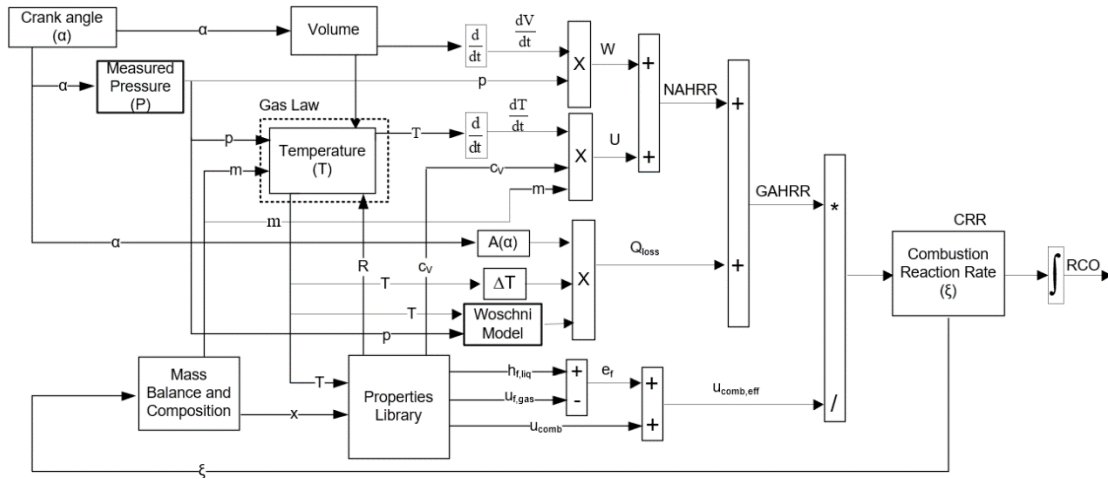 Crank angle
(α)
α
Volume
d
dt
dV
dt
X
W
+
+
NAHRR
α
Measured
Pressure
(P)
p
Gas Law
p
m
Temperature
(T)
T
d
dt
dT
dt
X
U
cv
m
m
+
+
GAHRR
*
/
α
A(α)
R
cv
T
ΔT
X
Qloss
T
Woschni
Model
p
CRR
Combustion
Reaction Rate
(ξ)
∫
RCO
Mass
Balance and
Composition
T
x
Properties
Library
hf,liq
uf,gas
ucomb
+
-
ef
+
+
ucomb,eff
ξ